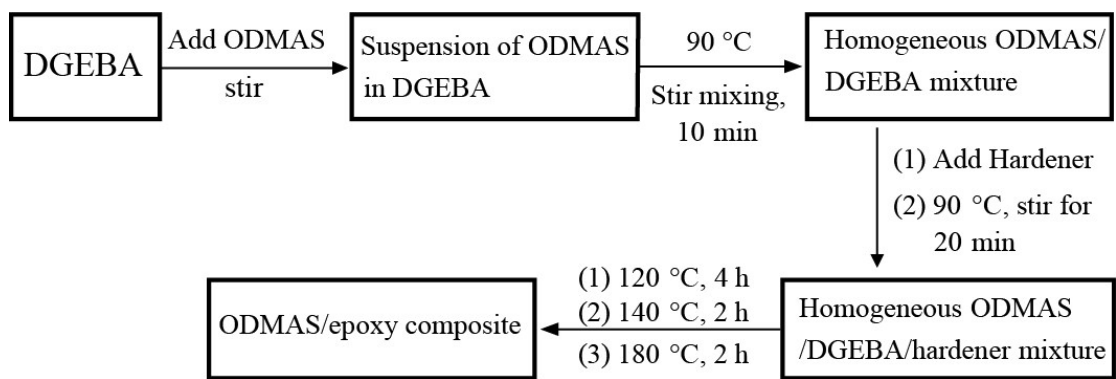 DGEBA
Add ODMAS
stir
Suspension of ODMAS
in DGEBA
90 °C
Stir mixing,
10 min
Homogeneous ODMAS/
DGEBA mixture
(1) Add Hardener
(2) 90 °C, stir for
20 min
Homogeneous ODMAS
/DGEBA/hardener mixture
(1) 120 °C, 4 h
(2) 140 °C, 2 h
(3) 180 °C, 2 h
ODMAS/epoxy composite